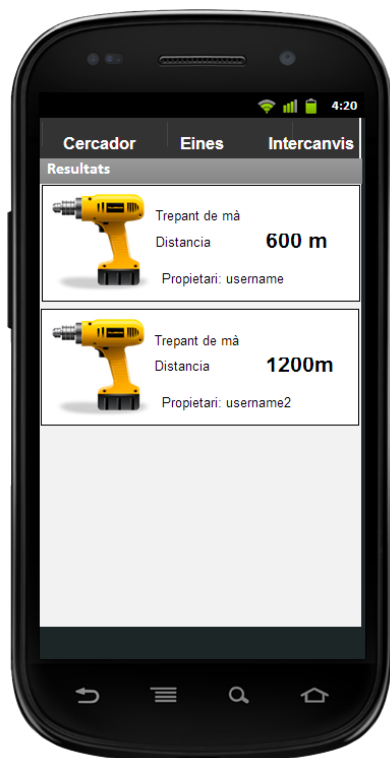 4:20
Cercador Eines Intercanvis
Resultats
Trepant de mà
Distancia 600 m
Propietari: username
Trepant de mà
Distancia 1200m
Propietari: username2